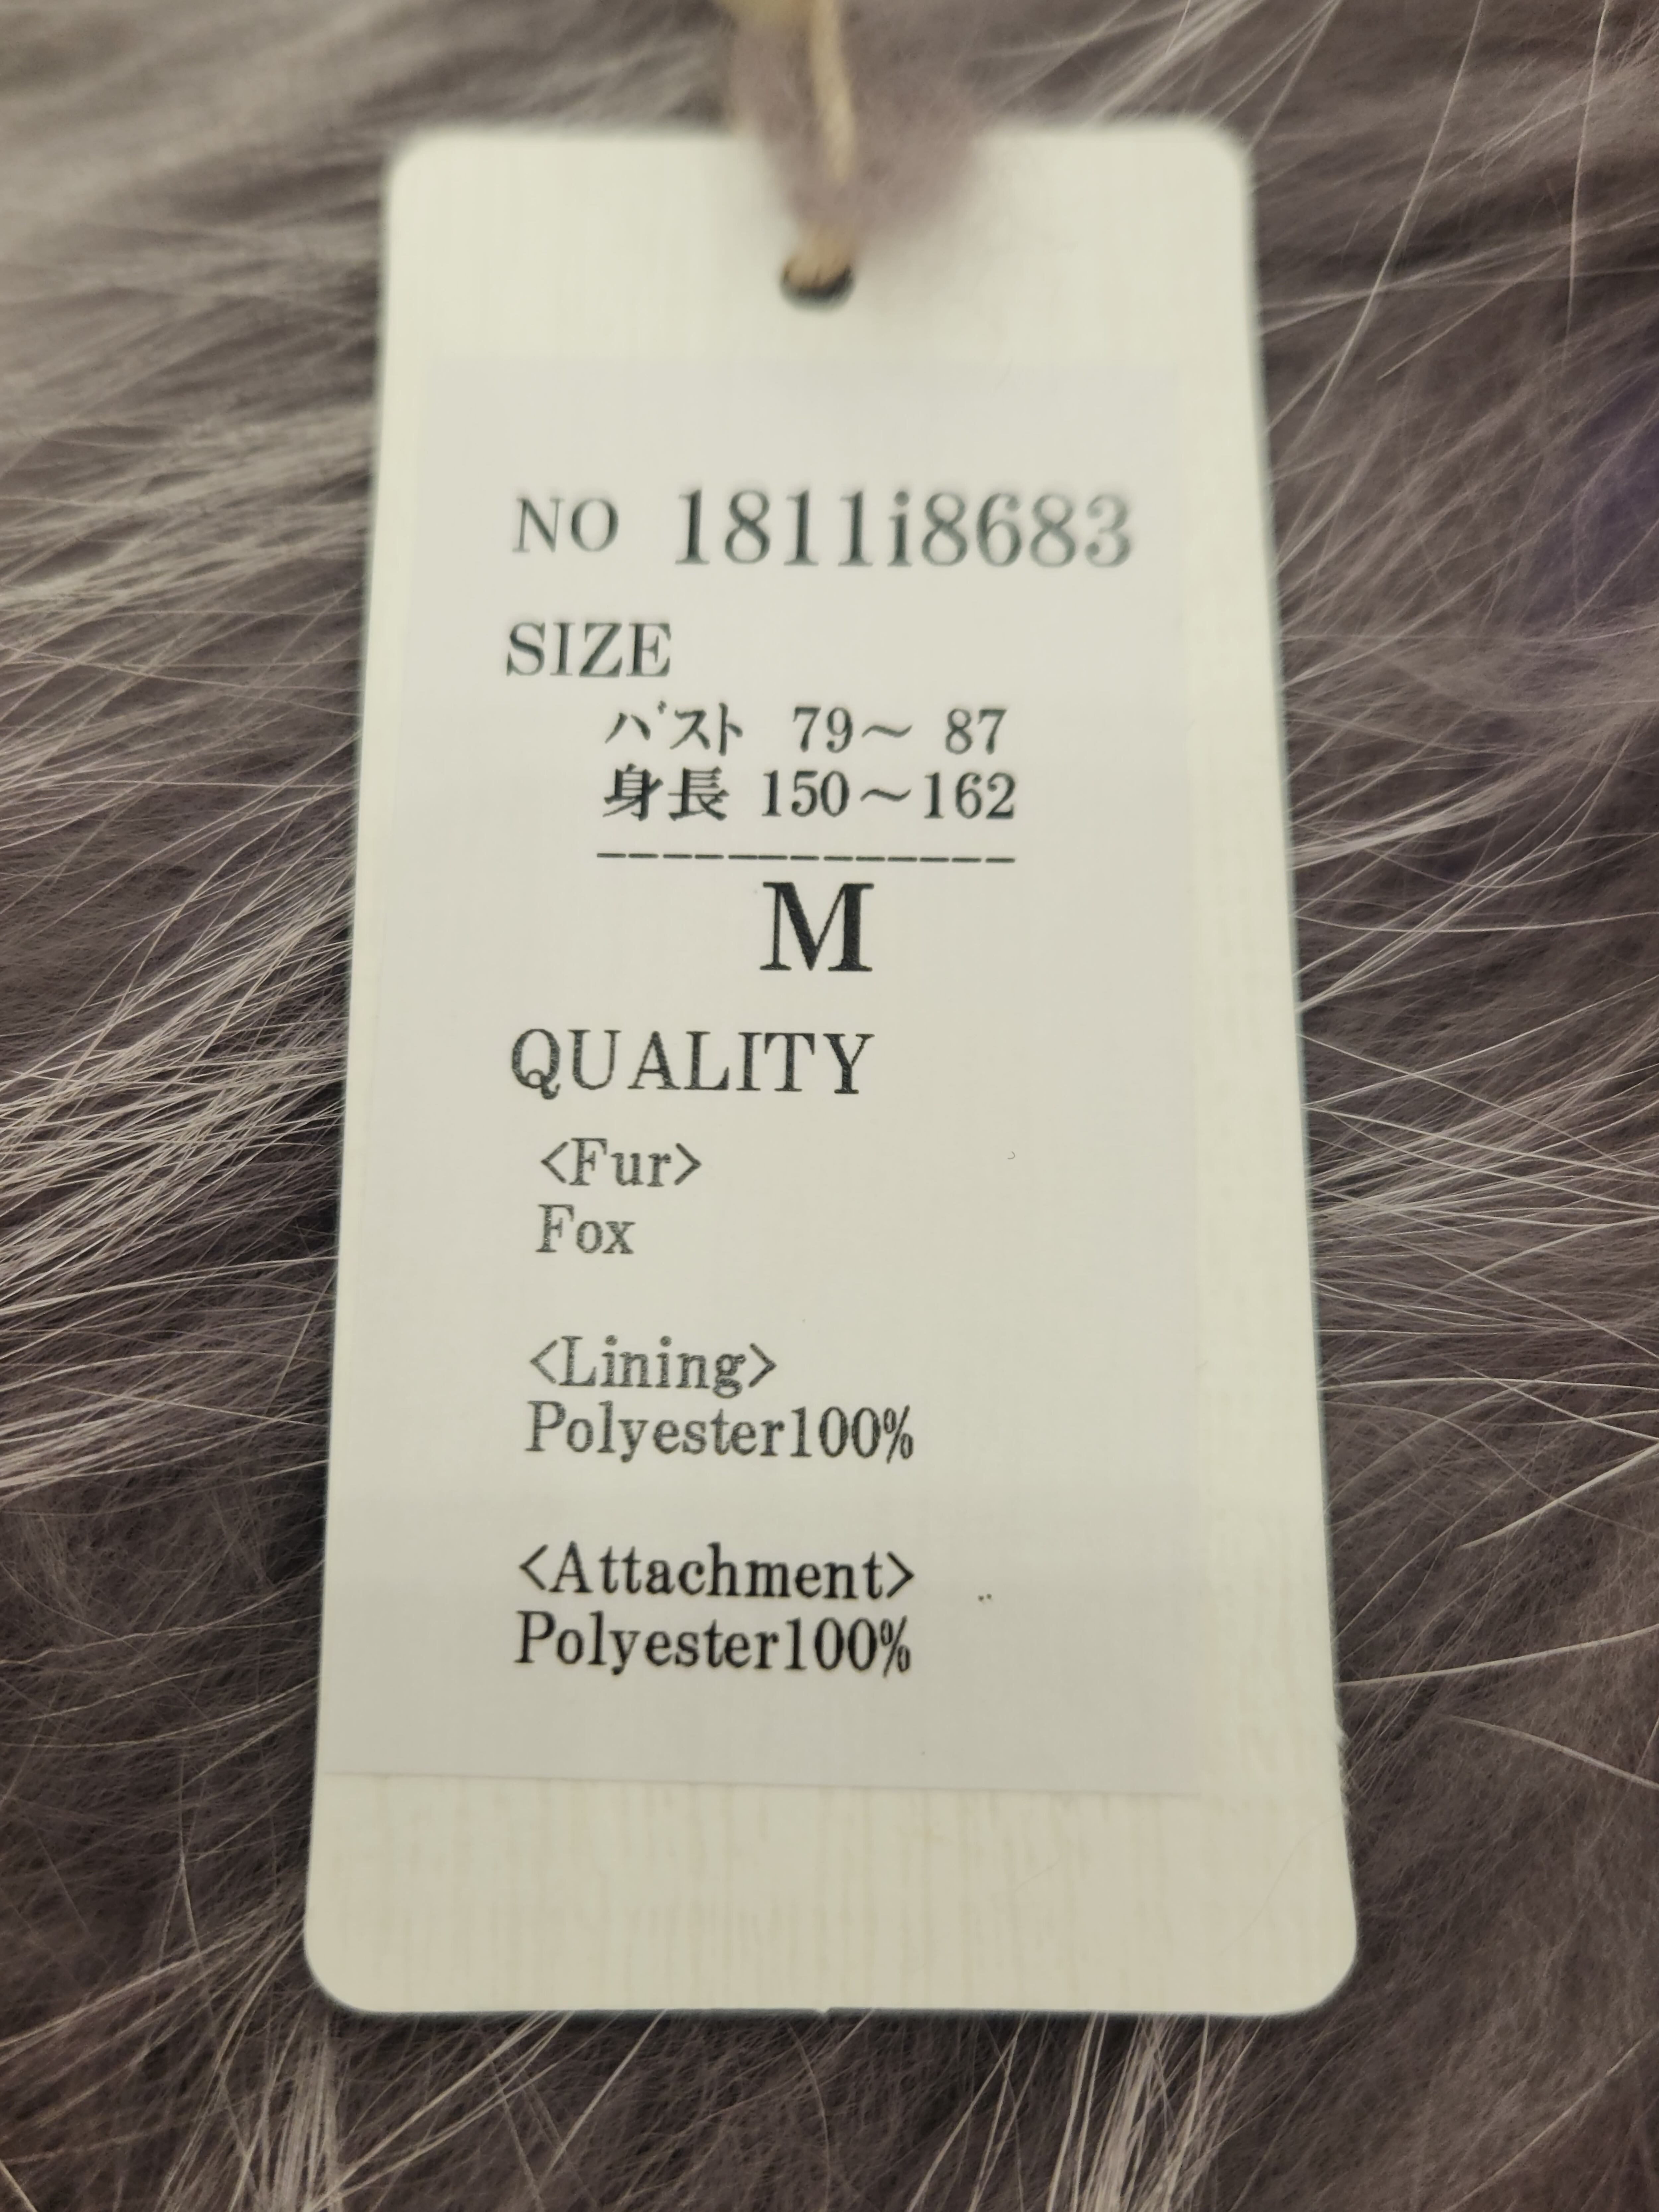 NO 1811i8683
SIZE
ﾊﾞｽﾄ 79～ 87
身長 150～162
-------------
M
QUALITY
<Fur>
Fox
<Lining>
Polyester100%
<Attachment>
Polyester100%